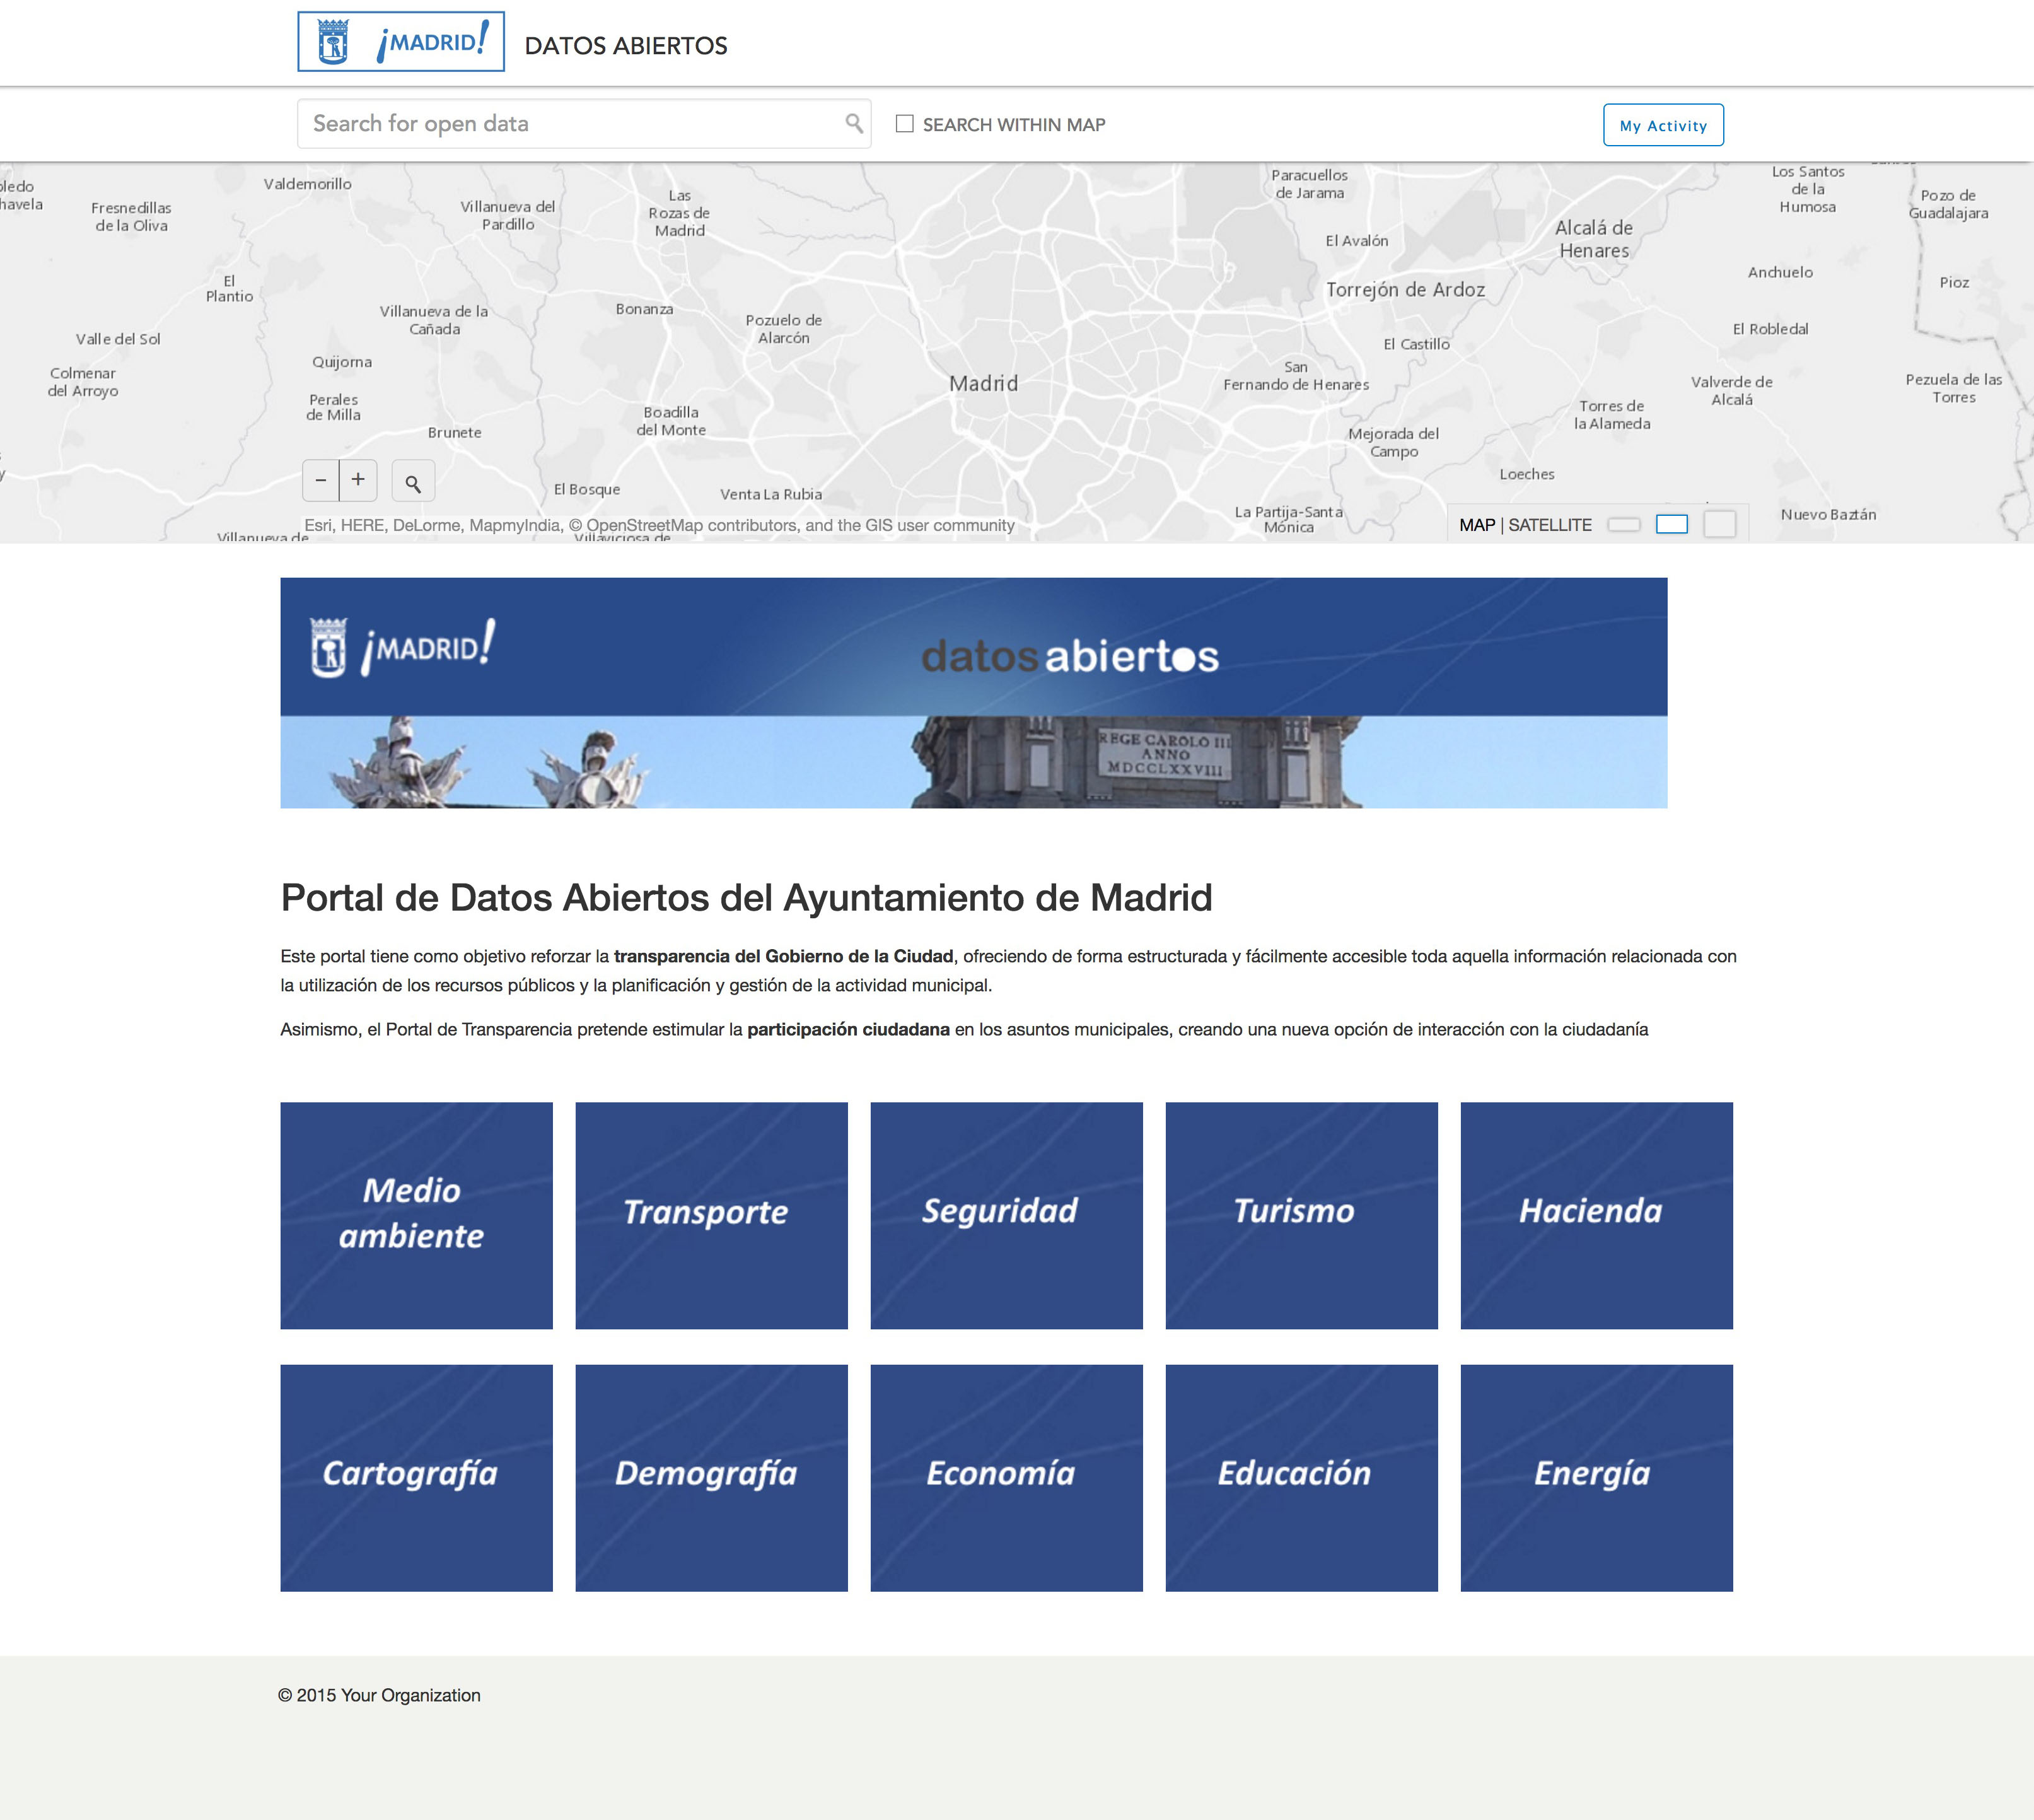 ¡MADRID!
DATOS ABIERTOS
Search for open data
SEARCH WITHIN MAP
My Activity
Valdemorillo
Fresnedillas
de la Oliva
Villanueva del
Pardillo
Las
Rozas de
Madrid
Paracuellos
de Jarama
El Avalón
Alcalá de
Henares
Los Santos
de la
Humosa
Pozo de
Guadalajara
El
Plantio
Torrejón de Ardoz
Anchuelo
Pioz
Villanueva de la
Cañada
Bonanza
Pozuelo de
Alarcón
Valle del Sol
El Castillo
El Robledal
Quijorna
Colmenar
del Arroyo
Madrid
San
Fernando de Henares
Valverde de
Alcalá
Pezuela de las
Torres
Perales
de Milla
Boadilla
del Monte
Torres de
la Alameda
Brunete
Mejorada del
Campo
Loeches
− +
El Bosque
Venta La Rubia
La Partija-Santa
Mónica
Nuevo Baztán
Esri, HERE, DeLorme, MapmyIndia, © OpenStreetMap contributors, and the GIS user community
MAP | SATELLITE
Villanueva de
Villaviciosa de
¡MADRID!
datos abiertos
REGE CAROLO III
ANNO
MDCCLXXVIII
Portal de Datos Abiertos del Ayuntamiento de Madrid
Este portal tiene como objetivo reforzar la transparencia del Gobierno de la Ciudad, ofreciendo de forma estructurada y fácilmente accesible toda aquella información relacionada con
la utilización de los recursos públicos y la planificación y gestión de la actividad municipal.
Asimismo, el Portal de Transparencia pretende estimular la participación ciudadana en los asuntos municipales, creando una nueva opción de interacción con la ciudadanía
Medio
ambiente
Transporte
Seguridad
Turismo
Hacienda
Cartografía
Demografía
Economía
Educación
Energía
© 2015 Your Organization